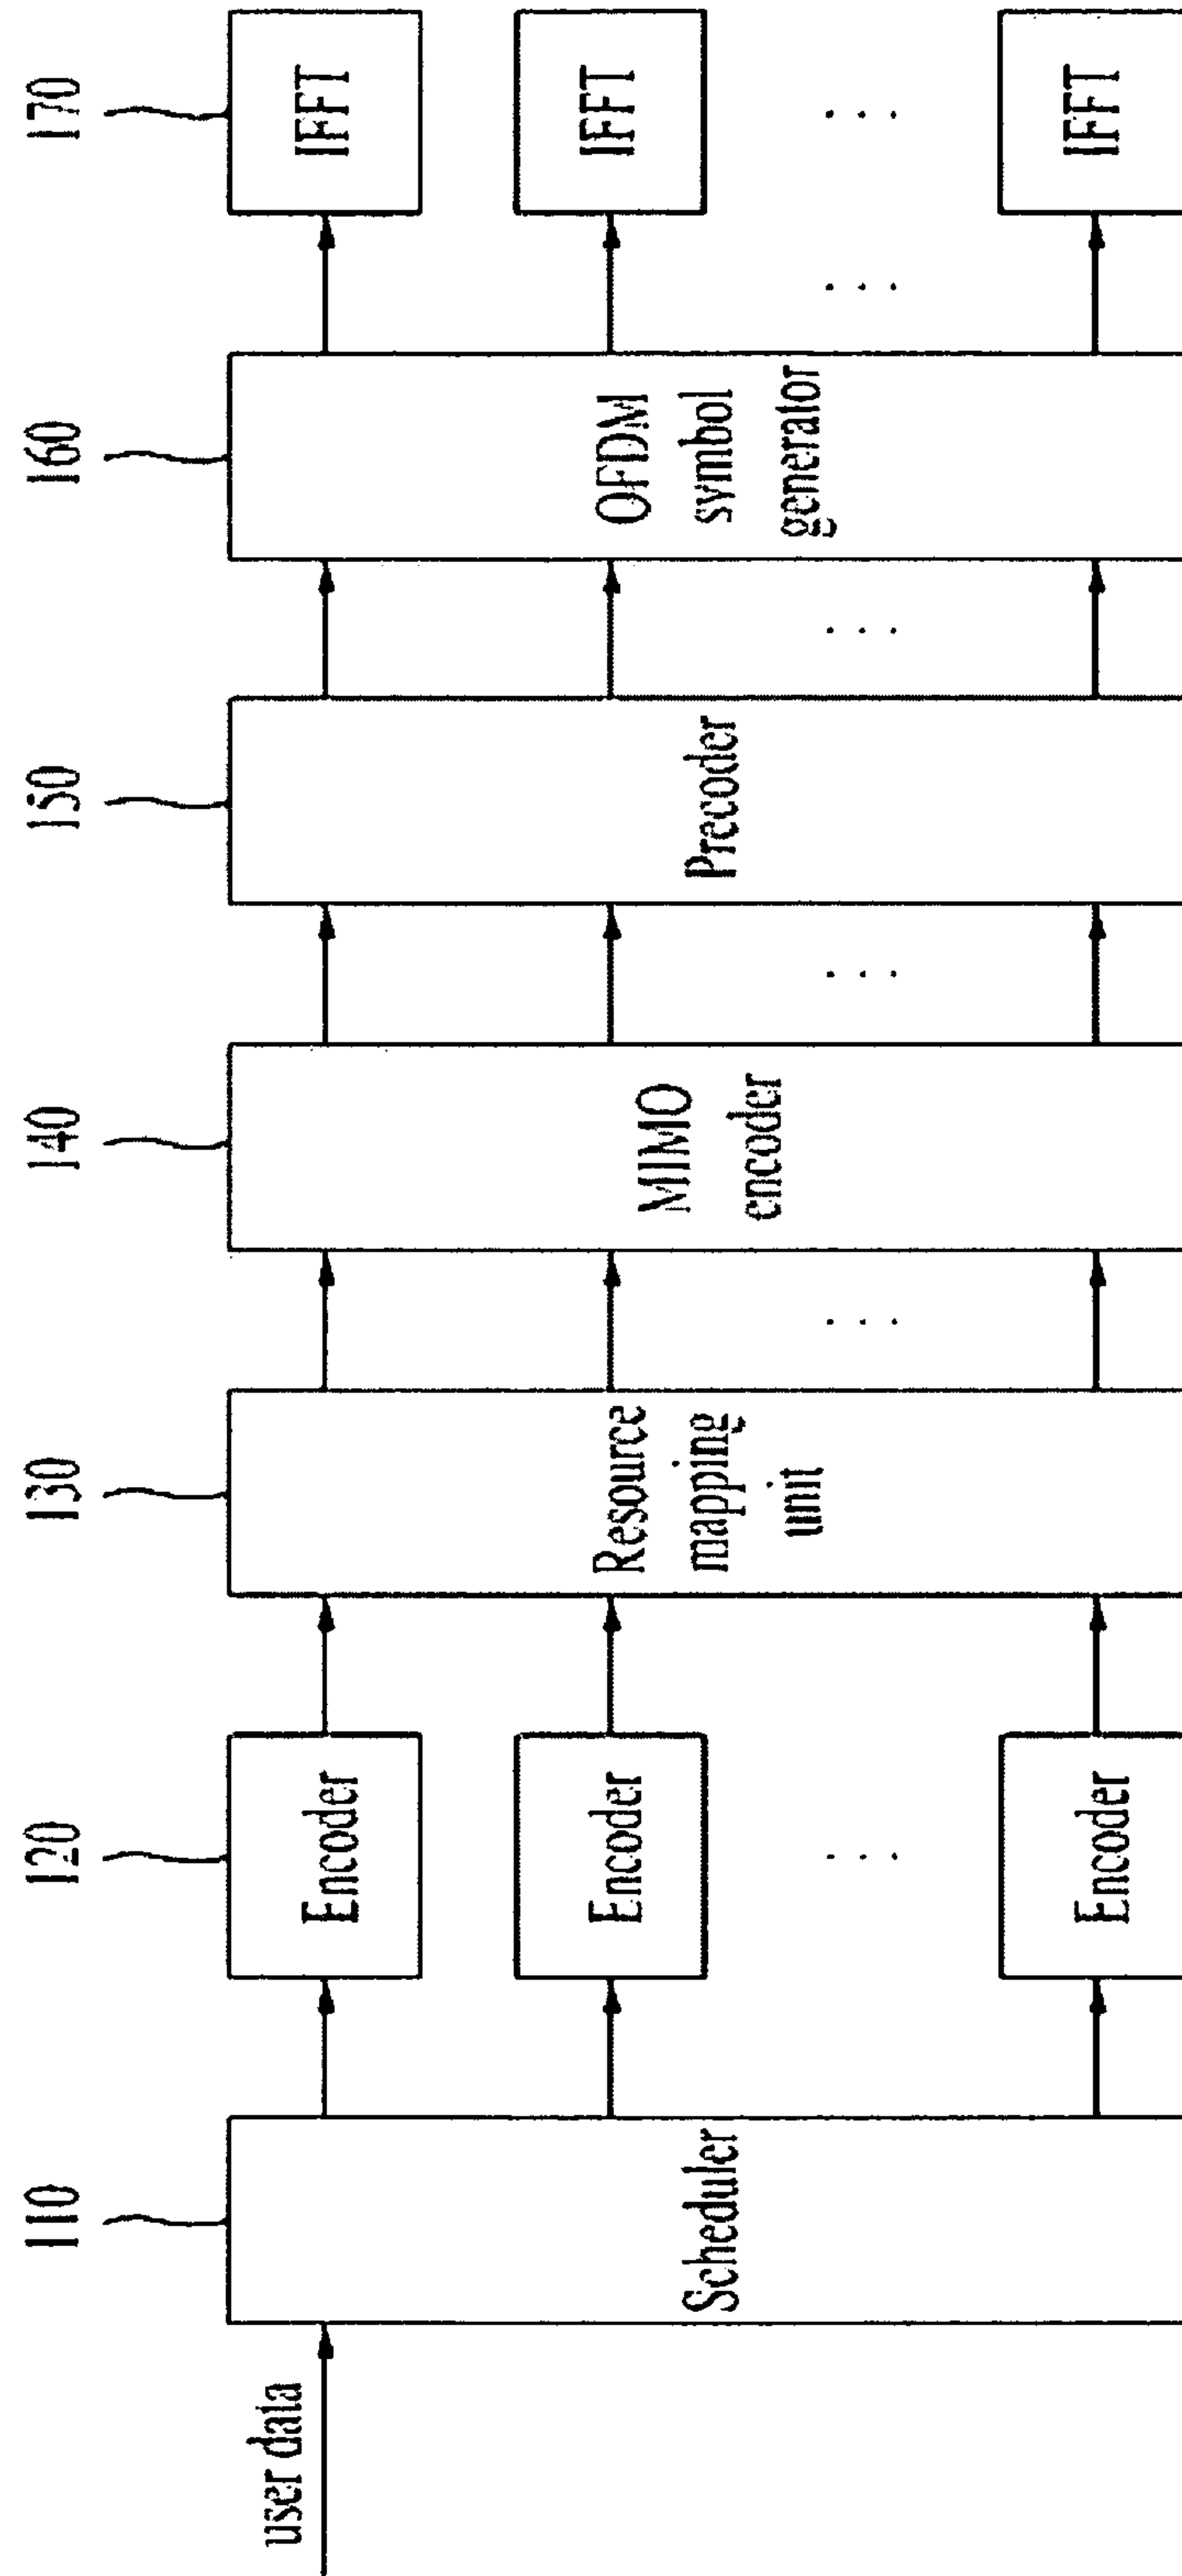 110
120
130
140
150
160
170
user data
Scheduler
Encoder
Encoder
. . .
Encoder
Resource
mapping
unit
. . .
MIMO
encoder
. . .
Precoder
. . .
OFDM
symbol
generator
. . .
IFFT
IFFT
. . .
IFFT